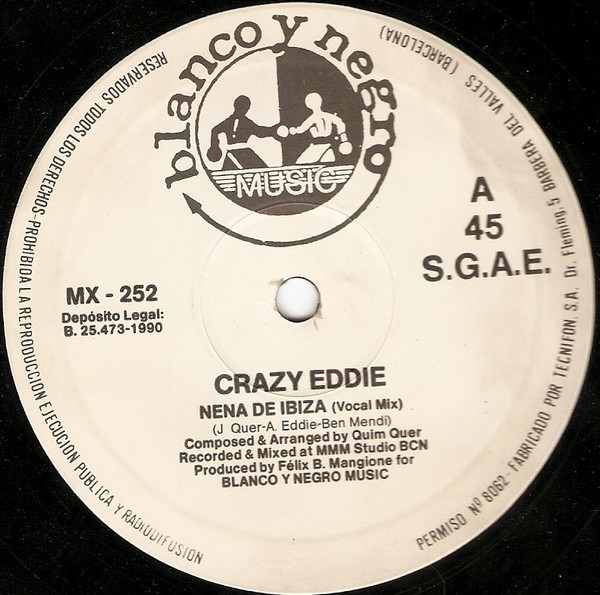 blanco y negro
MUSIC
A
45
S.G.A.E.
MX - 252
Depósito Legal:
B. 25.473-1990
CRAZY EDDIE
NENA DE IBIZA (Vocal Mix)
(J Quer-A. Eddie-Ben Mendi)
Composed & Arranged by Quim Quer
Recorded & Mixed at MMM Studio BCN
Produced by Félix B. Mangione for
BLANCO Y NEGRO MUSIC
RESERVADOS TODOS LOS DERECHOS-PROHIBIDA LA REPRODUCCION EJECUCION PUBLICA Y RADIODIFUSION
PERMISO Nº 8062-FABRICADO POR TECNIFON, S.A. Dr. Fleming, 5 BARBERA DEL VALLES (BARCELONA)